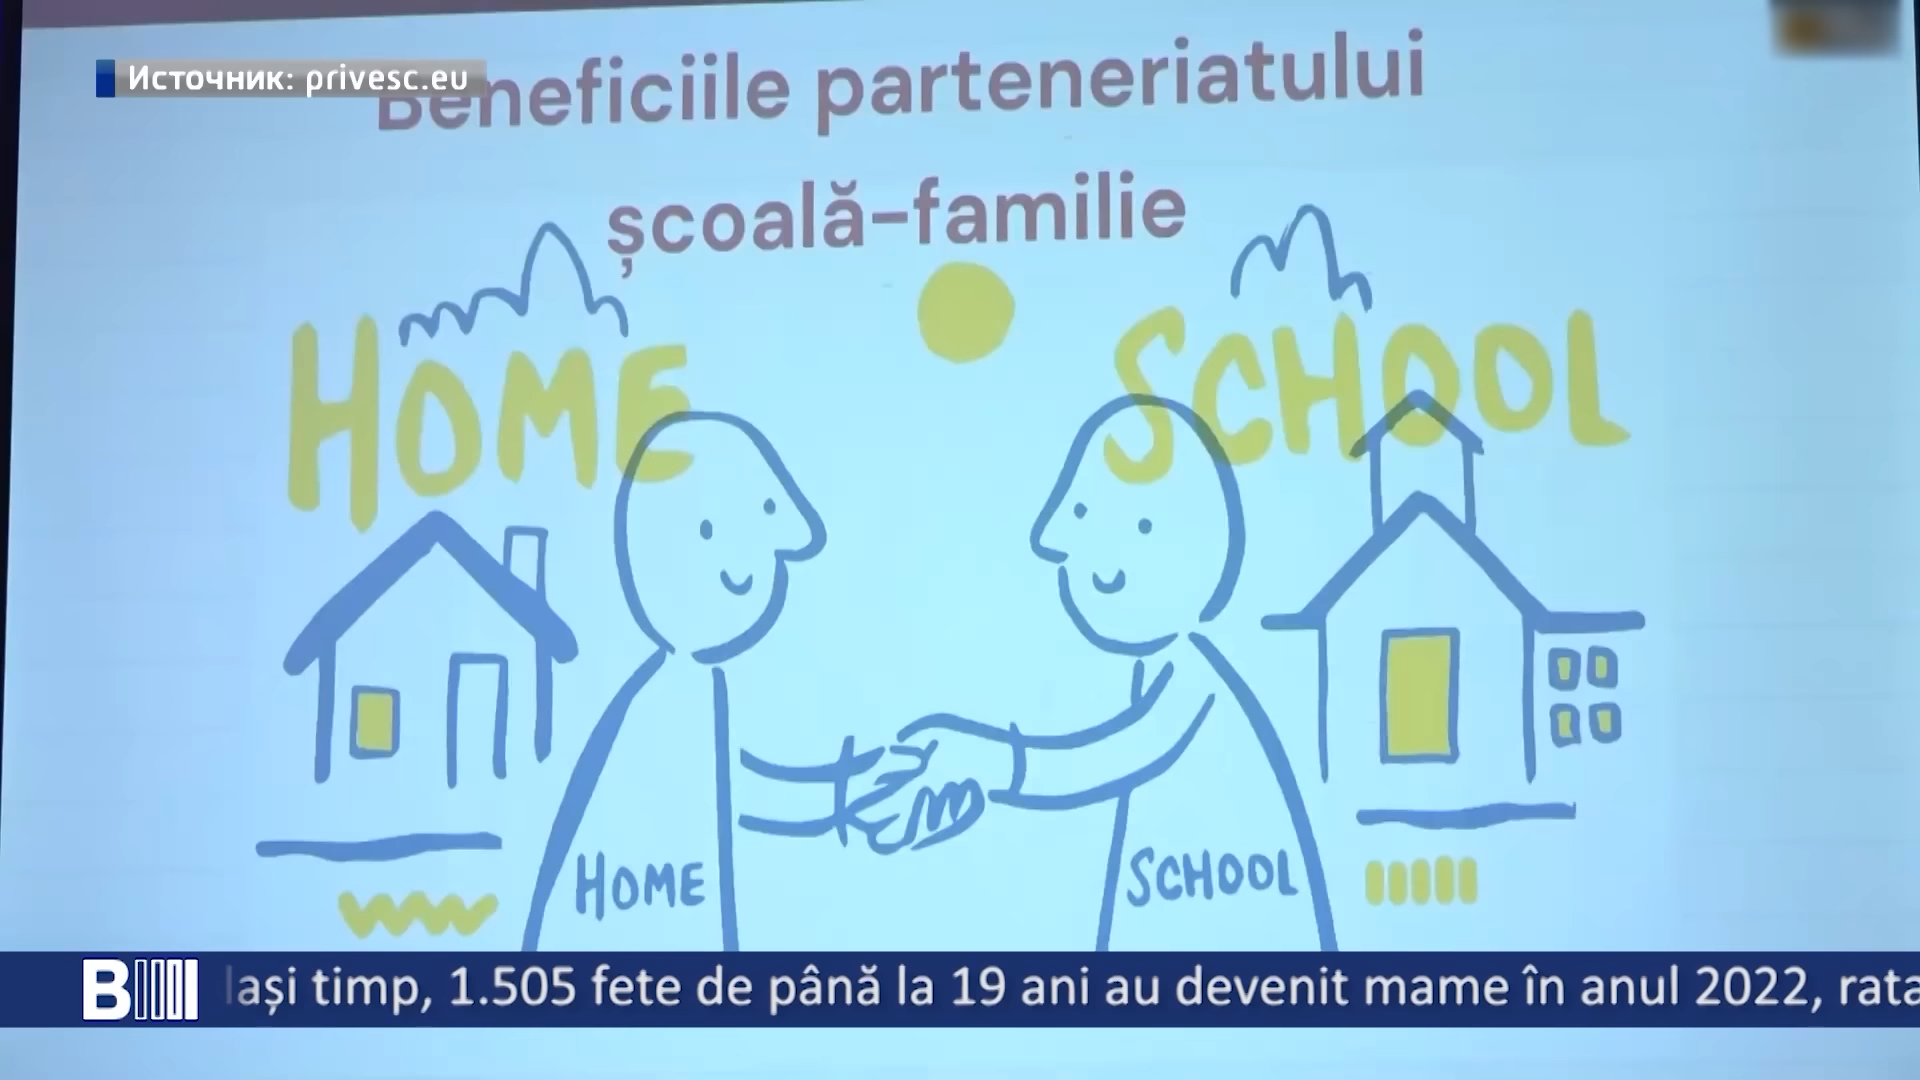 Источник: privesc.eu
Beneficiile parteneriatului
școală-familie
HOME
SCHOOL
HOME
SCHOOL
B
lași timp, 1.505 fete de până la 19 ani au devenit mame în anul 2022, rata